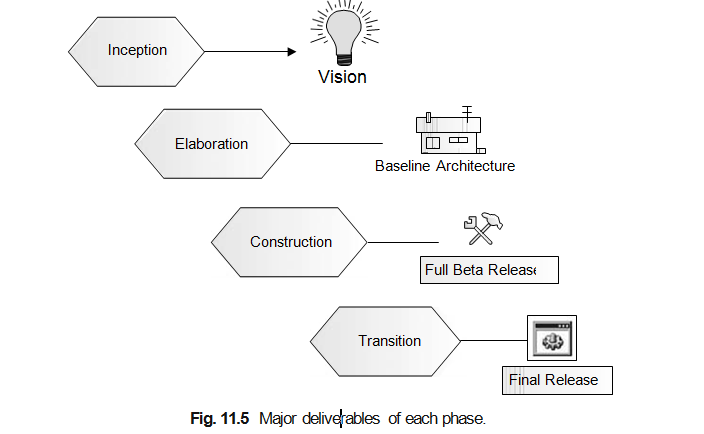 Inception
Vision
Elaboration
Baseline Architecture
Construction
Full Beta Release
Transition
Final Release
Fig. 11.5 Major deliverables of each phase.